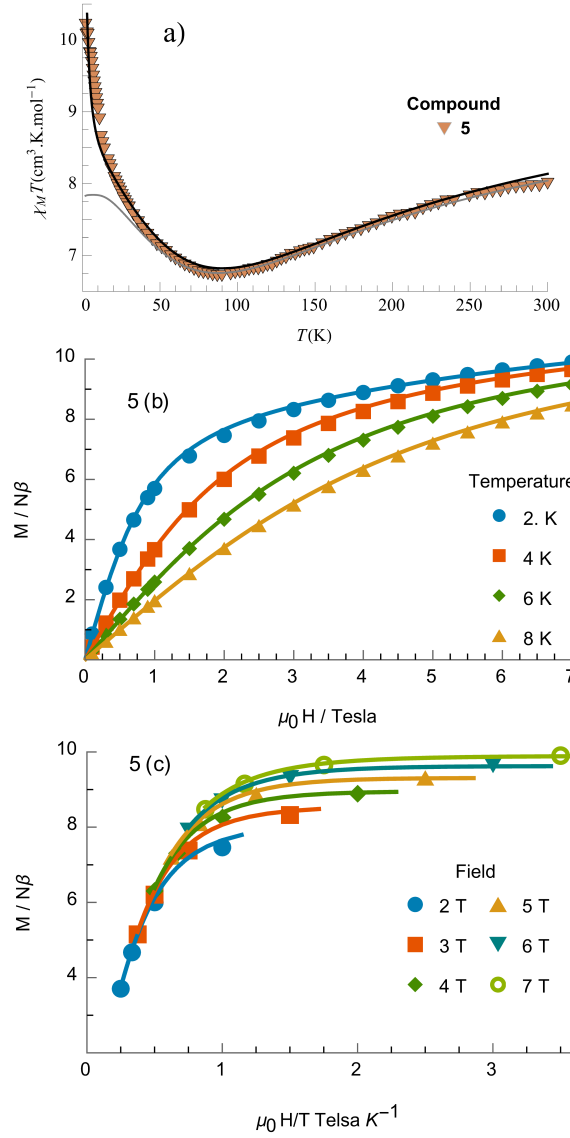 a)
10
9
8
7
χMT(cm³.K.mol⁻¹)
Compound
5
0
50
100
150
200
250
300
T(K)
5 (b)
10
8
6
4
2
M / Nβ
Temperature
2. K
4 K
6 K
8 K
0
1
2
3
4
5
6
7
μ₀ H / Tesla
5 (c)
10
8
6
4
M / Nβ
Field
2 T
5 T
3 T
6 T
4 T
7 T
0
1
2
3
μ₀ H/T Telsa K⁻¹